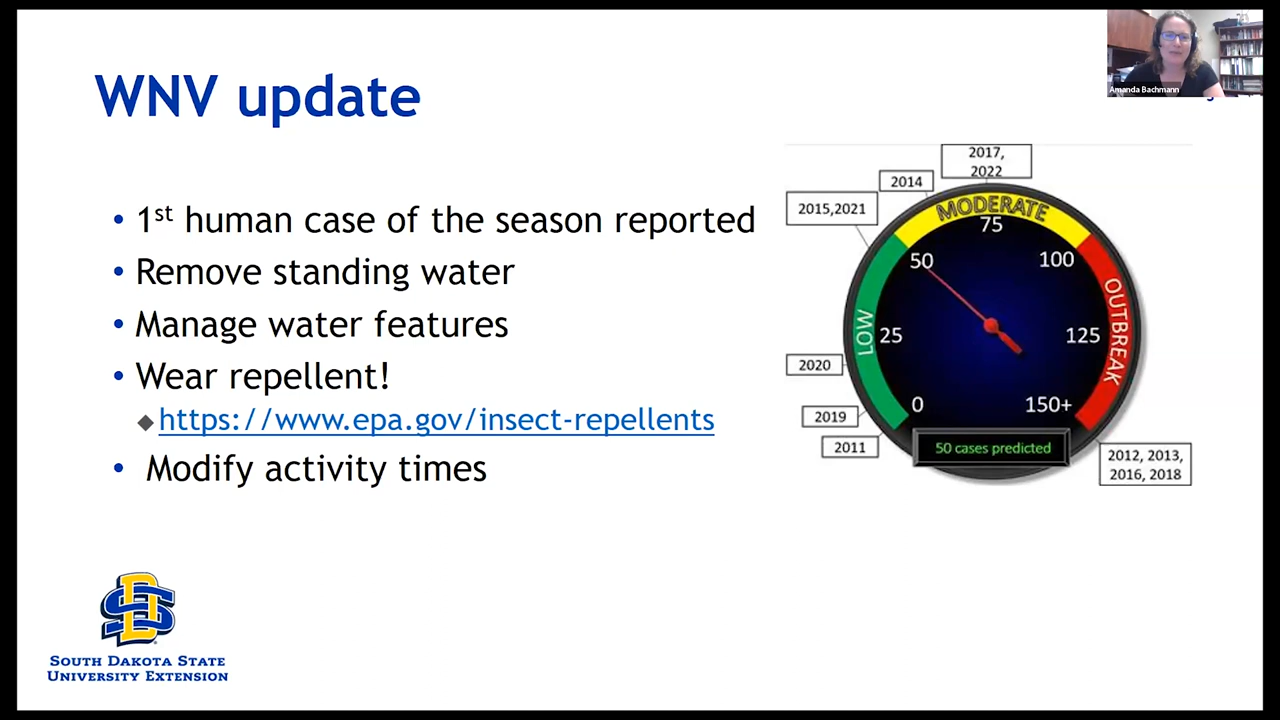 WNV update
Amanda Bachmann
• 1st human case of the season reported
• Remove standing water
• Manage water features
• Wear repellent!
◆https://www.epa.gov/insect-repellents
• Modify activity times
2017,
2022
2014
2015,2021
MODERATE
75
50
100
LOW
25
125
OUTBREAK
2020
0
150+
2019
2011
50 cases predicted
2012, 2013,
2016, 2018
SOUTH DAKOTA STATE
UNIVERSITY EXTENSION